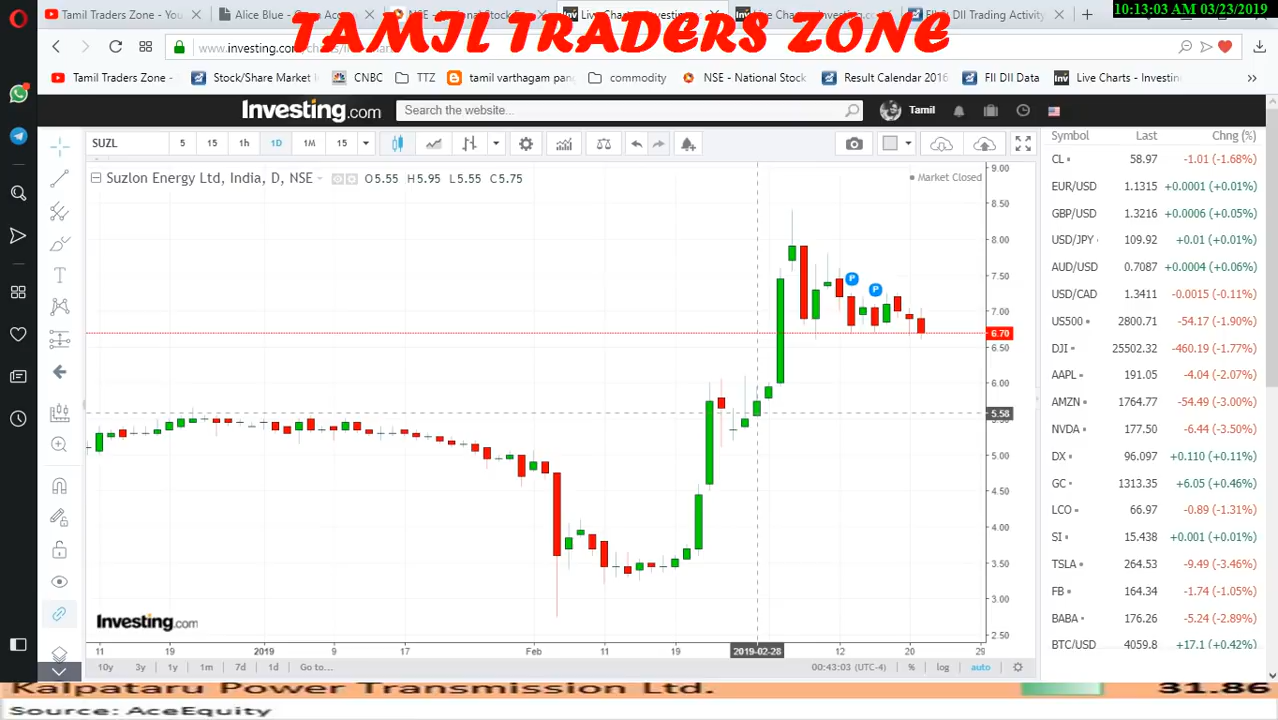 Tamil Traders Zone - You
Alice Blue
NSE - National Stock E
Live Charts - Investin
FII DII Trading Activity
10:13:03 AM 03/23/2019
TAMIL TRADERS ZONE
www.investing.com/charts/
Tamil Traders Zone -
Stock/Share Market
CNBC
TTZ
tamil varthagam pan
commodity
NSE - National Stock
Result Calendar 2016
FII DII Data
Live Charts - Investin
Investing.com
Search the website...
Tamil
SUZL 5 15 1h 1D 1M 15
Suzlon Energy Ltd, India, D, NSE
O5.55 H5.95 L5.55 C5.75
Market Closed
9.00
8.50
8.00
7.50
7.00
6.70
6.50
6.00
5.58
5.00
4.50
4.00
3.50
3.00
2.50
P
P
Investing.com
11 19 2019 9 17 Feb 11 19 2019-02-28 12 20 29
10y 3y 1y 1m 7d 1d Go to...
00:43:03 (UTC-4) % log auto
Symbol Last Chng (%)
CL 58.97 -1.01 (-1.68%)
EUR/USD 1.1315 +0.0001 (+0.01%)
GBP/USD 1.3216 +0.0006 (+0.05%)
USD/JPY 109.92 +0.01 (+0.01%)
AUD/USD 0.7087 +0.0004 (+0.06%)
USD/CAD 1.3411 -0.0015 (-0.11%)
US500 2800.71 -54.17 (-1.90%)
DJI 25502.32 -460.19 (-1.77%)
AAPL 191.05 -4.04 (-2.07%)
AMZN 1764.77 -54.49 (-3.00%)
NVDA 177.50 -6.44 (-3.50%)
DX 96.097 +0.110 (+0.11%)
GC 1313.35 +6.05 (+0.46%)
LCO 66.97 -0.89 (-1.31%)
SI 15.438 +0.001 (+0.01%)
TSLA 264.53 -9.49 (-3.46%)
FB 164.34 -1.74 (-1.05%)
BABA 176.26 -5.24 (-2.89%)
BTC/USD 4059.8 +17.1 (+0.42%)
Kalpataru Power Transmission Ltd. 31.86
Source: AceEquity